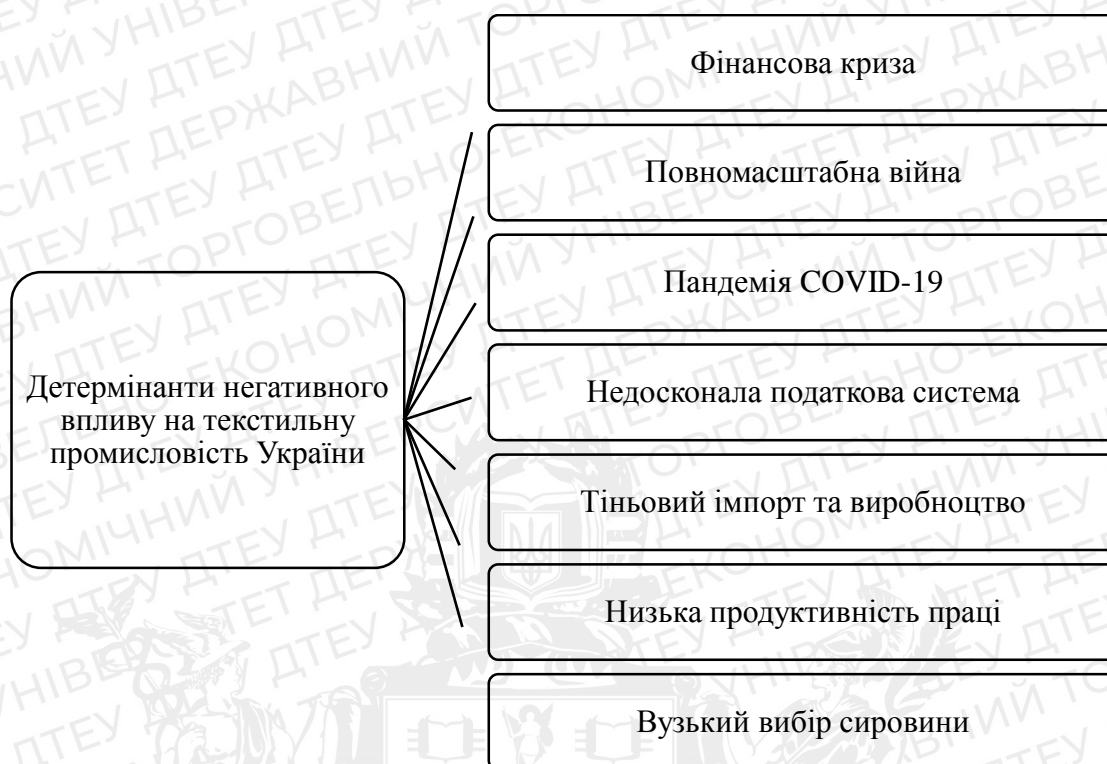 Фінансова криза
Повномасштабна війна
Пандемія COVID-19
Детермінанти негативного
впливу на текстильну
промисловість України
Недосконала податкова система
Тіньовий імпорт та виробноцтво
Низька продуктивність праці
Вузький вибір сировини